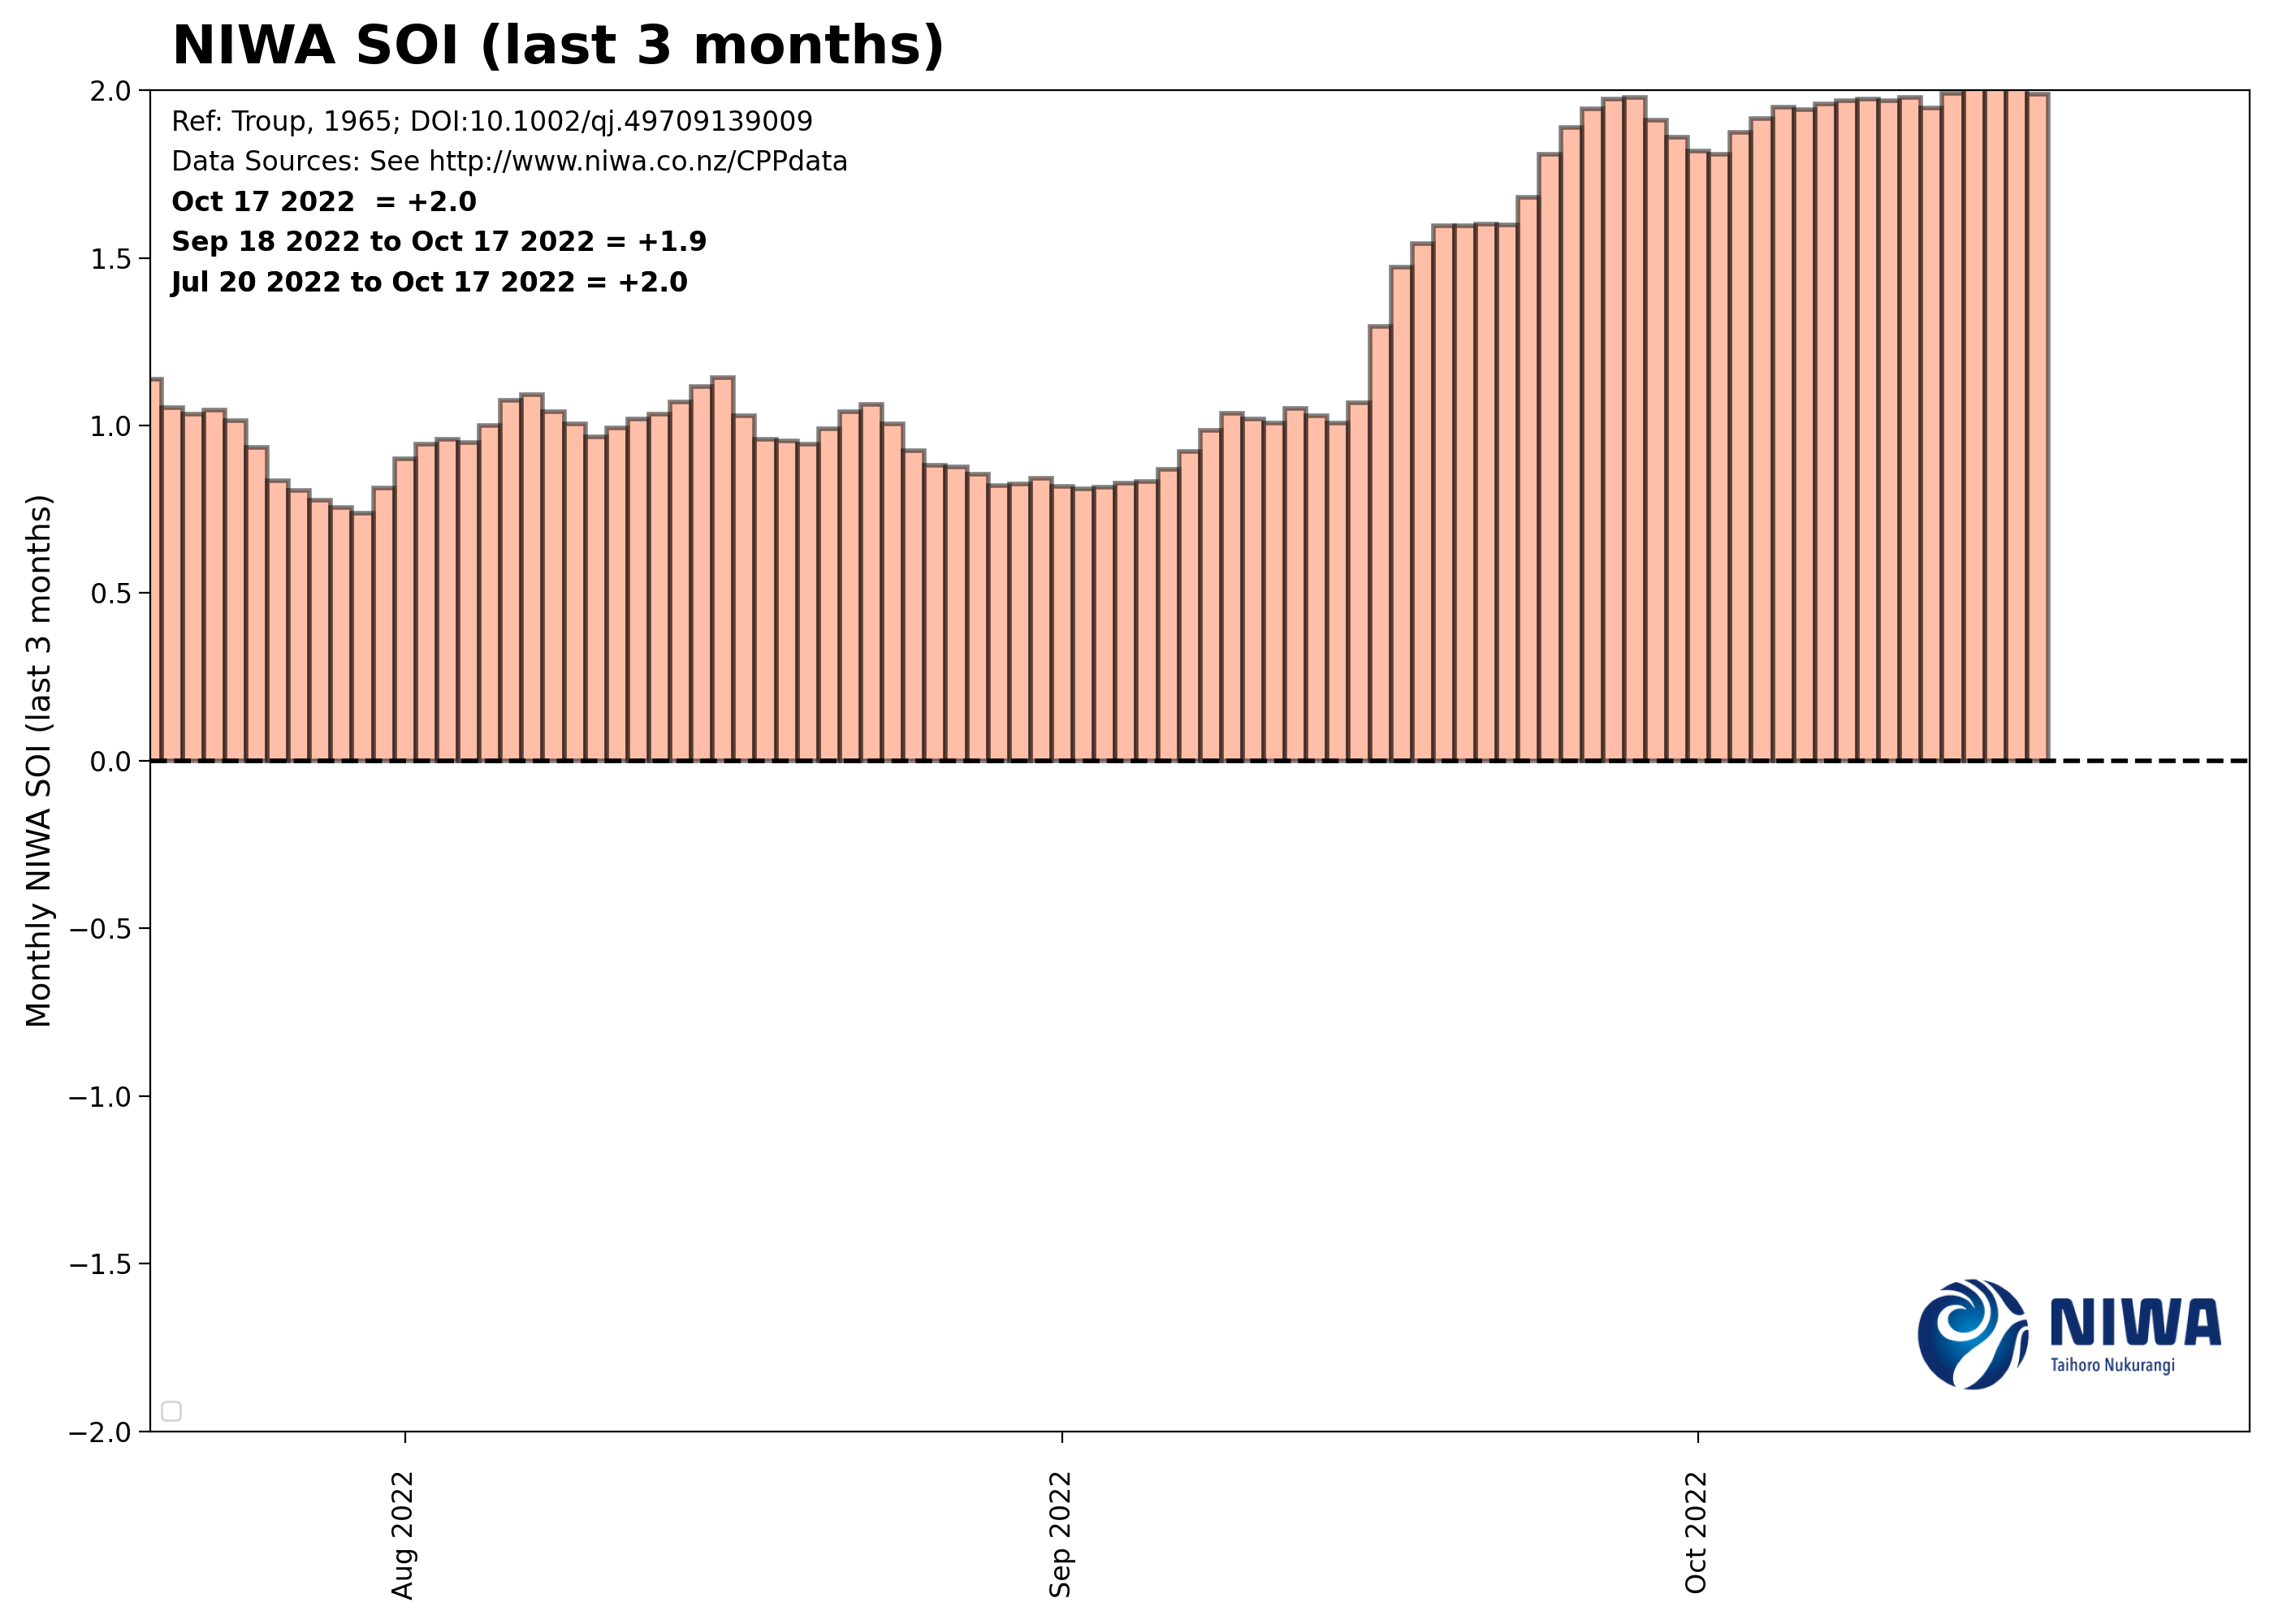 NIWA SOI (last 3 months)
Ref: Troup, 1965; DOI:10.1002/qj.49709139009
Data Sources: See http://www.niwa.co.nz/CPPdata
Oct 17 2022  = +2.0
Sep 18 2022 to Oct 17 2022 = +1.9
Jul 20 2022 to Oct 17 2022 = +2.0
Monthly NIWA SOI (last 3 months)
2.0
1.5
1.0
0.5
0.0
−0.5
−1.0
−1.5
−2.0
NIWA
Taihoro Nukurangi
Aug 2022
Sep 2022
Oct 2022